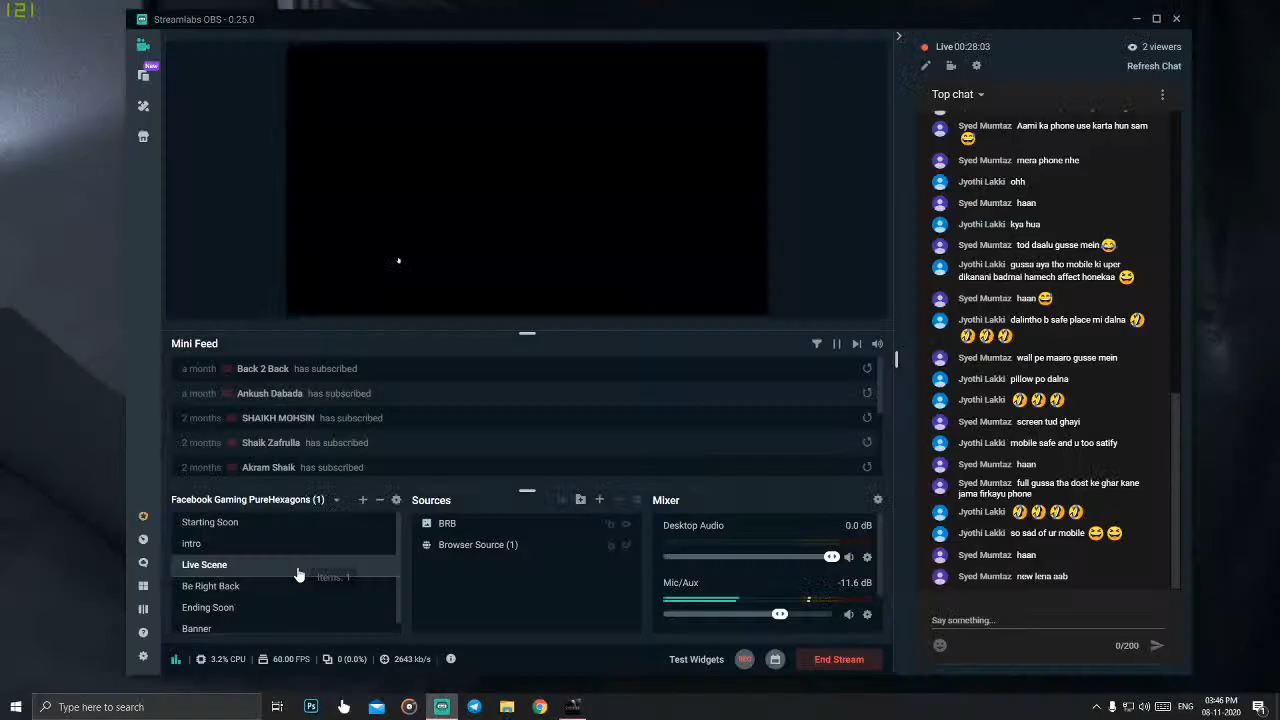 121
Streamlabs OBS - 0.25.0
New
Live 00:28:03
2 viewers
Refresh Chat
Top chat
Syed Mumtaz Aami ka phone use karta hun sam
😅
Syed Mumtaz mera phone nhe
Jyothi Lakki ohh
Syed Mumtaz haan
Jyothi Lakki kya hua
Syed Mumtaz tod daalu gusse mein 😂
Jyothi Lakki gussa aya tho mobile ki uper
dikanani badmai hamech affect honekaa 😆
Syed Mumtaz haan 😅
Jyothi Lakki dalintho b safe place mi dalna 🤣
🤣 🤣 🤣
Syed Mumtaz wall pe maaro gusse mein
Jyothi Lakki pillow po dalna
Jyothi Lakki 🤣 🤣 🤣
Syed Mumtaz screen tud ghayi
Jyothi Lakki mobile safe and u too satify
Syed Mumtaz haan
Syed Mumtaz full gussa tha dost ke ghar kane
jama firkayu phone
Jyothi Lakki 🤣 🤣 🤣 🤣
Jyothi Lakki so sad of ur mobile 😆 😆
Syed Mumtaz haan
Syed Mumtaz new lena aab
Say something...
0/200
Mini Feed
a month Back 2 Back has subscribed
a month Ankush Dabada has subscribed
2 months SHAIKH MOHSIN has subscribed
2 months Shaik Zafrulla has subscribed
2 months Akram Shaik has subscribed
Facebook Gaming PureHexagons (1)
Starting Soon
intro
Live Scene
Items: 1
Be Right Back
Ending Soon
Banner
Sources
BRB
Browser Source (1)
Mixer
Desktop Audio 0.0 dB
Mic/Aux -11.6 dB
3.2% CPU 60.00 FPS 0 (0.0%) 2643 kb/s
Test Widgets
REC
End Stream
Type here to search
Ps
03:46 PM
08-11-2020